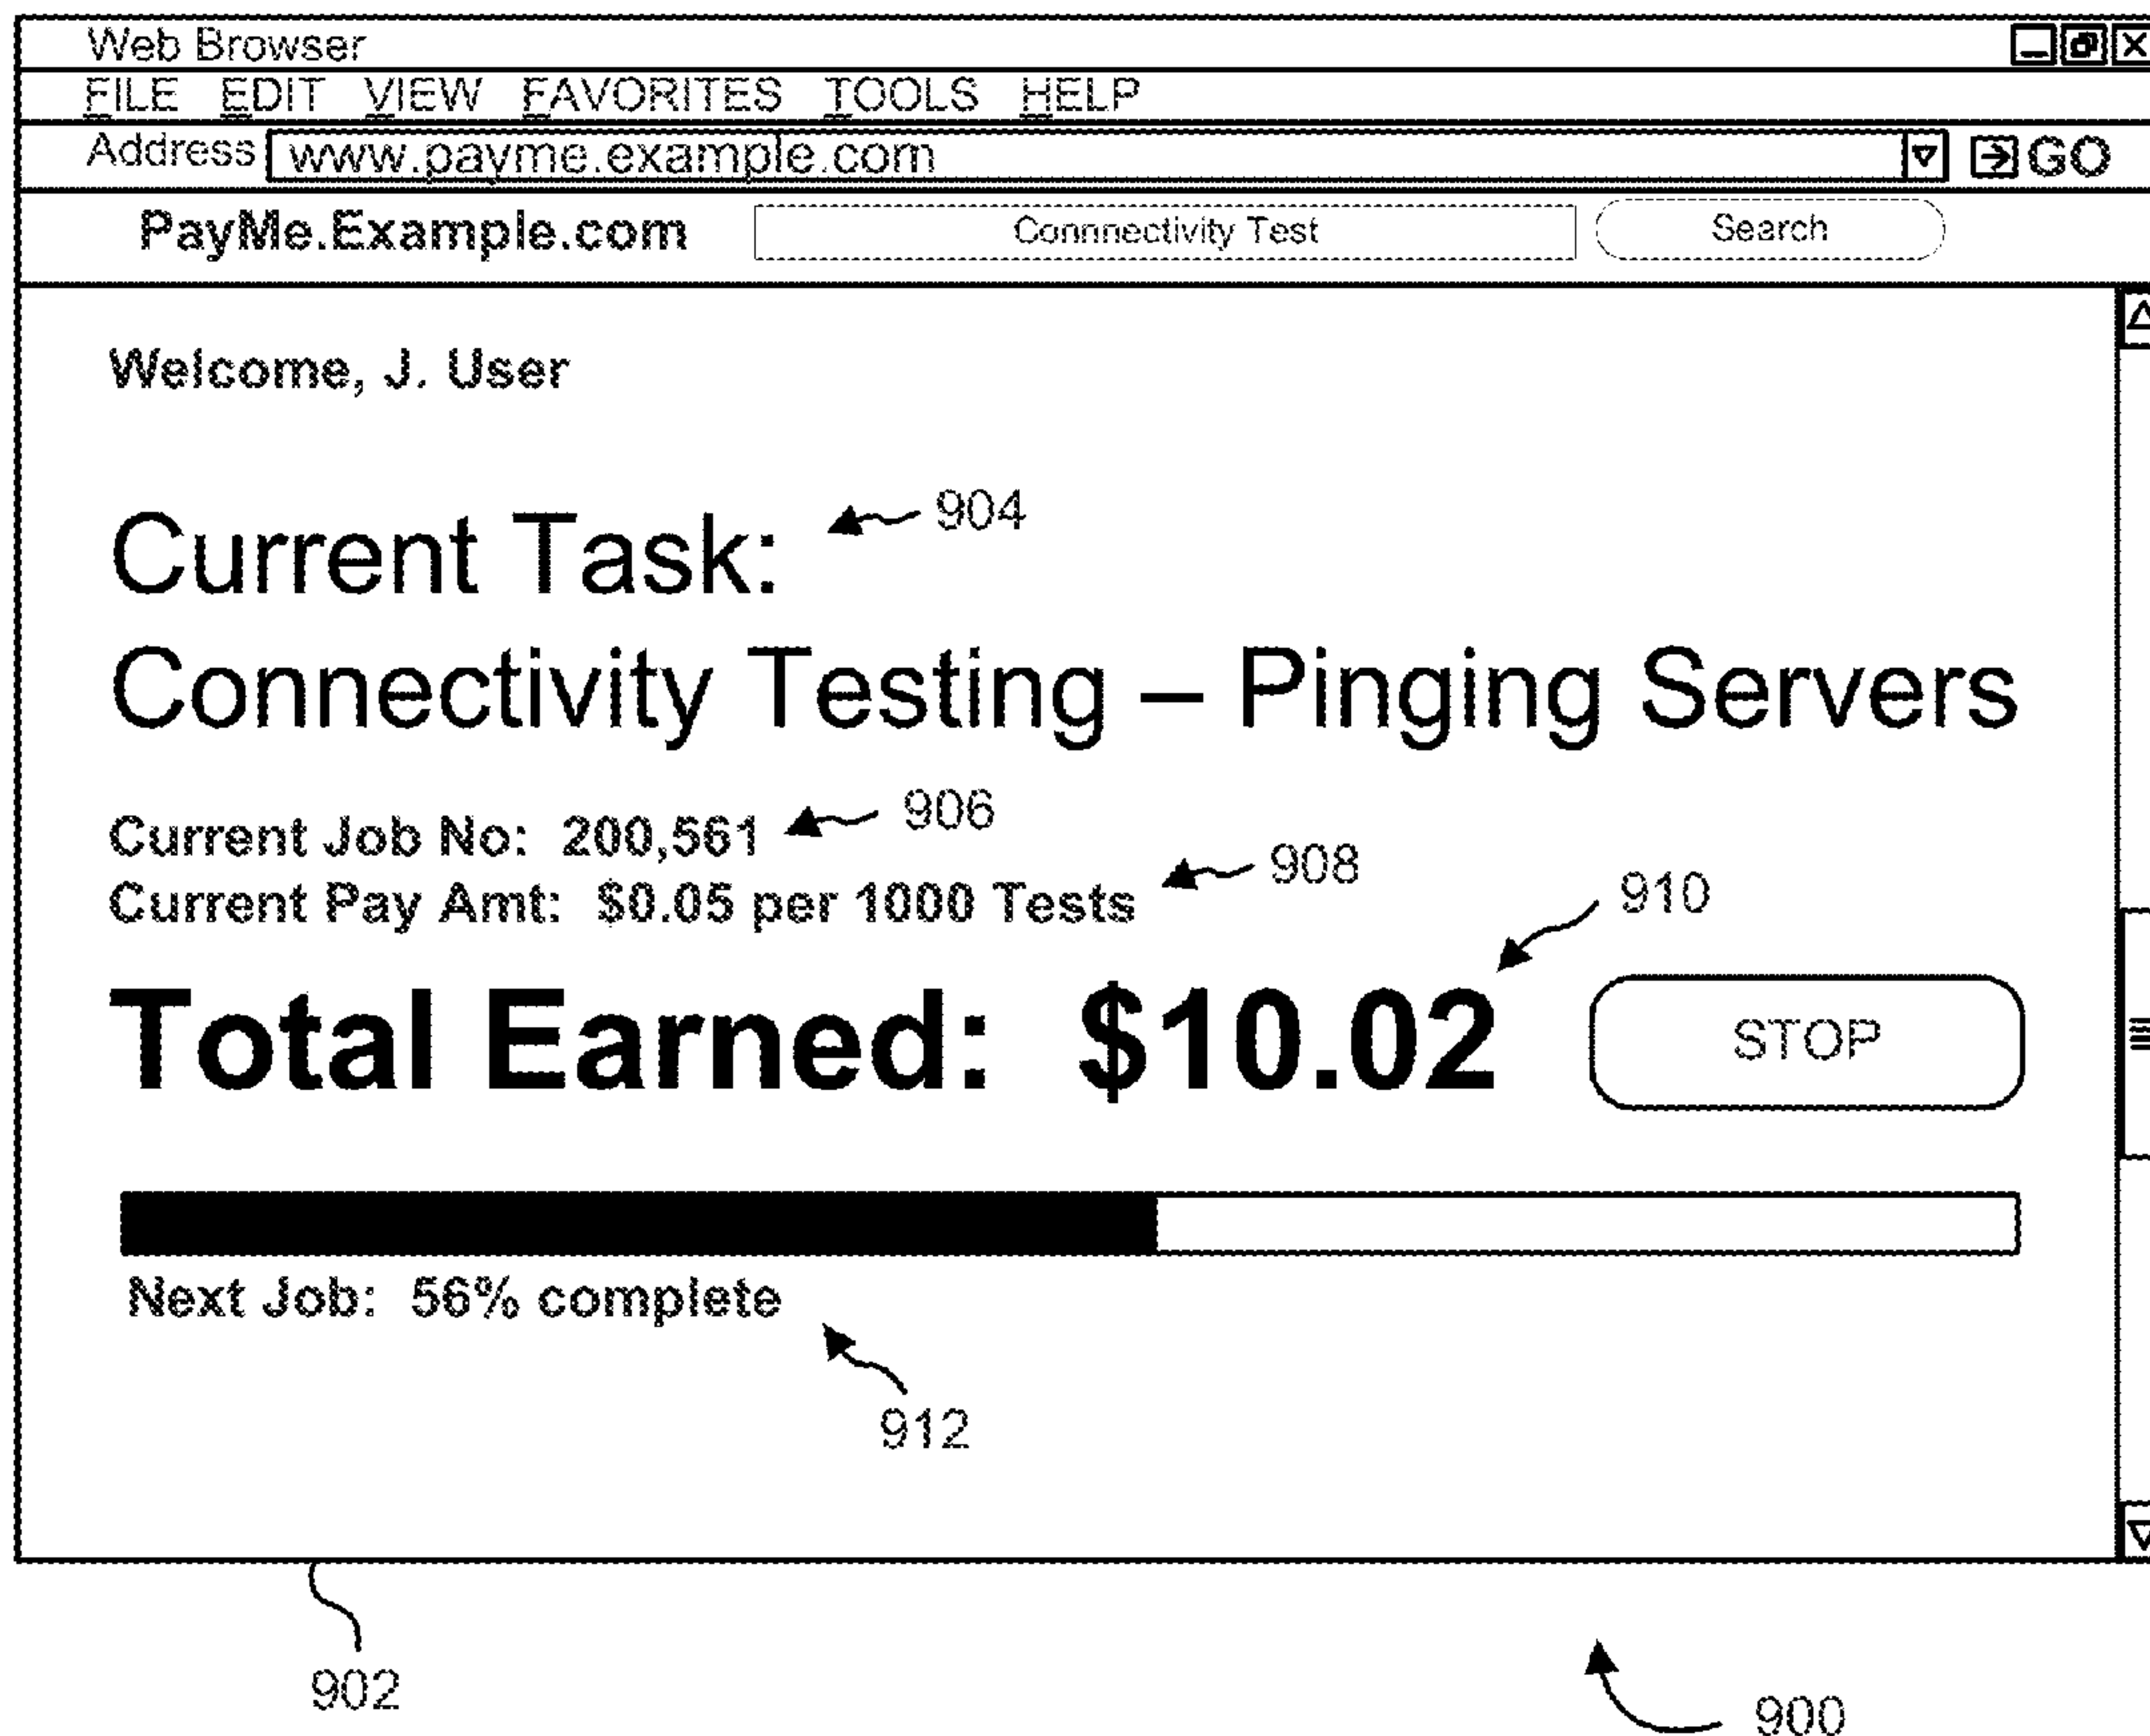 Web Browser
FILE EDIT VIEW FAVORITES TOOLS HELP
Address www.payme.example.com GO
PayMe.Example.com Connnectivity Test Search
Welcome, J. User
Current Task: 904
Connectivity Testing – Pinging Servers
Current Job No: 200,561 906
Current Pay Amt: $0.05 per 1000 Tests 908
910
Total Earned: $10.02 STOP
Next Job: 56% complete
912
902
900